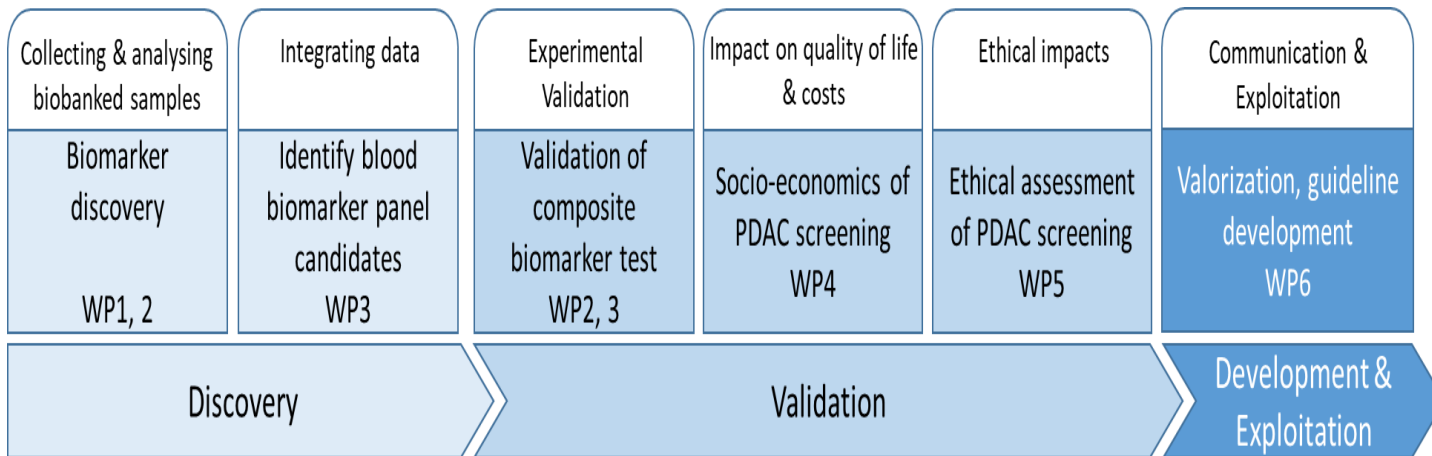 Collecting & analysing
biobanked samples
Biomarker
discovery
WP1, 2
Integrating data
Identify blood
biomarker panel
candidates
WP3
Experimental
Validation
Validation of
composite
biomarker test
WP2, 3
Impact on quality of life
& costs
Socio-economics of
PDAC screening
WP4
Ethical impacts
Ethical assessment
of PDAC screening
WP5
Communication &
Exploitation
Valorization, guideline
development
WP6
Discovery
Validation
Development &
Exploitation